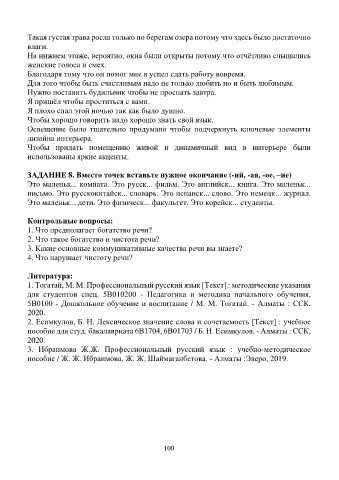 Такая густая трава росла только по берегам озера потому что здесь было достаточно
влаги.
На нижнем этаже, вероятно, окна были открыты потому что отчётливо слышались
женские голоса и смех.
Благодаря тому что он помог мне я успел сдать работу вовремя.
Для того чтобы быть счастливым надо не только любить но и быть любимым.
Нужно поставить будильник чтобы не проспать завтра.
Я пришёл чтобы проститься с вами.
Я плохо спал этой ночью так как было душно.
Чтобы хорошо говорить надо хорошо знать свой язык.
Освещение было тщательно продумано чтобы подчеркнуть ключевые элементы
дизайна интерьера.
Чтобы придать помещению живой и динамичный вид в интерьере были
использованы яркие акценты.
ЗАДАНИЕ 8. Вместо точек вставьте нужное окончание (-ий, -ая, -ое, –ие)
Это маленьк... комната. Это русск... фильм. Это английск... книга. Это маленьк...
письмо. Это русскокитайск... словарь. Это испанск... слово. Это немецк... журнал.
Это маленьк... дети. Это физическ... факультет. Это корейск... студенты.
Контрольные вопросы:
1. Что предполагает богатство речи?
2. Что такое богатство и чистота речи?
3. Какие основные коммуникативные качества речи вы знаете?
4. Что нарушает чистоту речи?
Литература:
1. Тогатай, М. М. Профессиональный русский язык [Текст] : методические указания
для студентов спец. 5В010200 - Педагогика и методика начального обучения,
5В0100 - Дошкольное обучение и воспитание / М. М. Тогатай. - Алматы : ССК,
2020.
2. Есимкулов, Б. Н. Лексическое значение слова и сочетаемость [Текст] : учебное
пособие для студ. бакалавриата 6В1704, 6В01703 / Б. Н. Есимкулов. - Алматы : ССК,
2020.
3. Ибраимова Ж.Ж. Профессиональный русский язык : учебно-методическое
пособие / Ж. Ж. Ибраимова, Ж. Ж. Шаймаганбетова. - Алматы :Эверо, 2019.
100